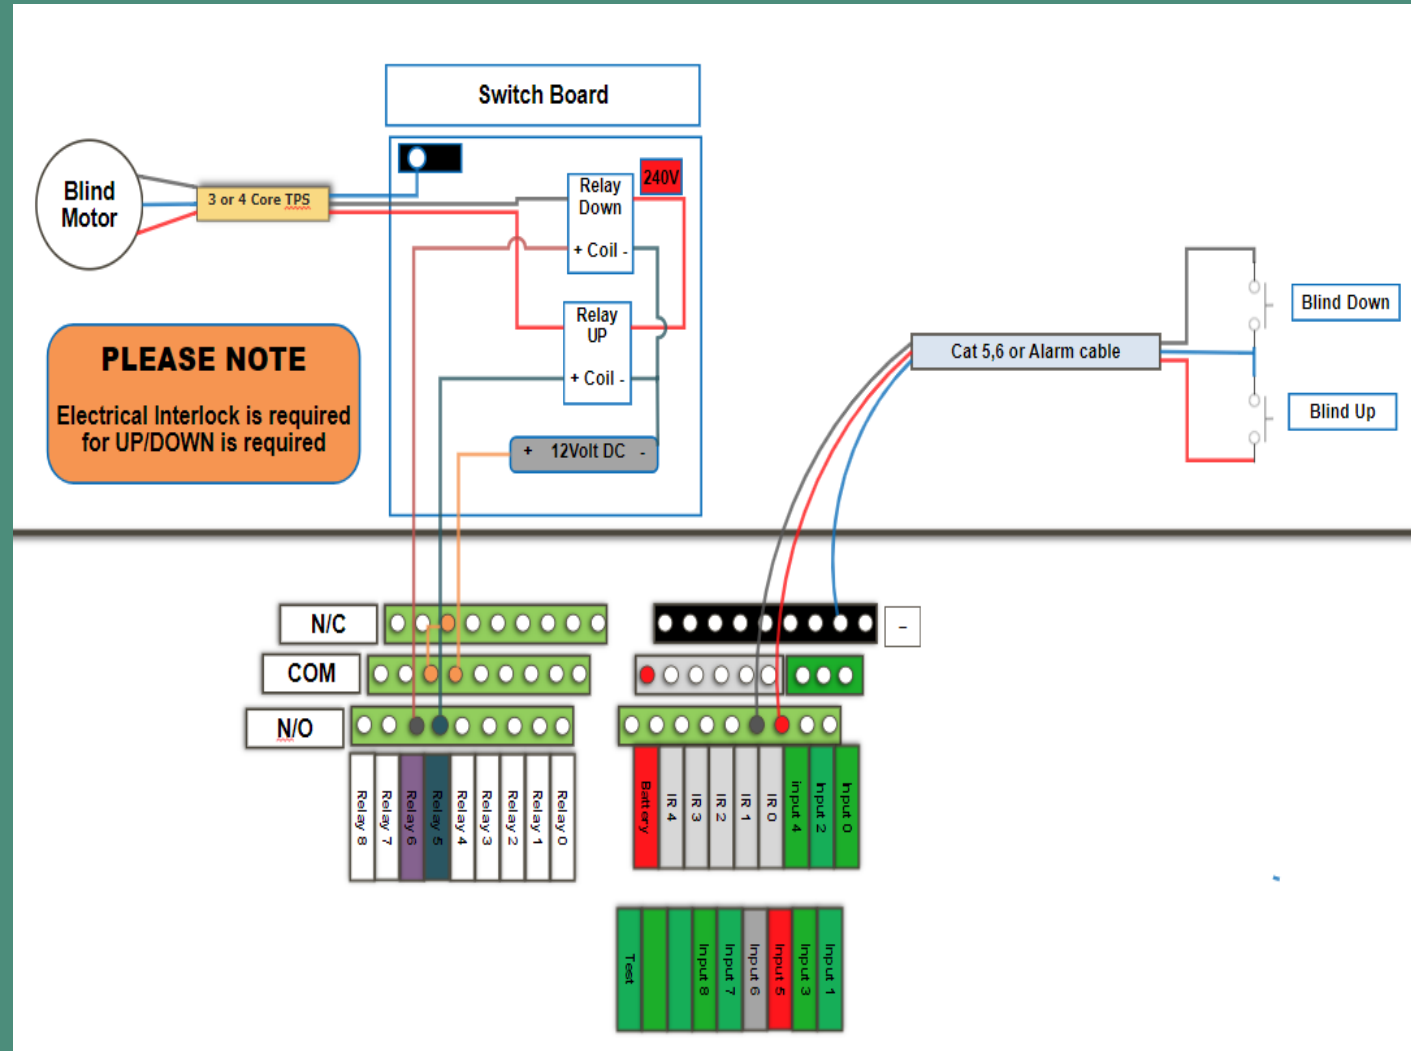 Switch Board
Blind
Motor
3 or 4 Core TPS
Relay
Down
240V
+ Coil -
Relay
UP
+ Coil -
+ 12Volt DC -
PLEASE NOTE
Electrical Interlock is required
for UP/DOWN is required
Cat 5,6 or Alarm cable
Blind Down
Blind Up
N/C
COM
N/O
-
Relay 8
Relay 7
Relay 6
Relay 5
Relay 4
Relay 3
Relay 2
Relay 1
Relay 0
Battery
IR 4
IR 3
IR 2
IR 1
IR 0
input 4
Input 2
Input 0
Test
Input 8
Input 7
Input 6
Input 5
Input 3
Input 1